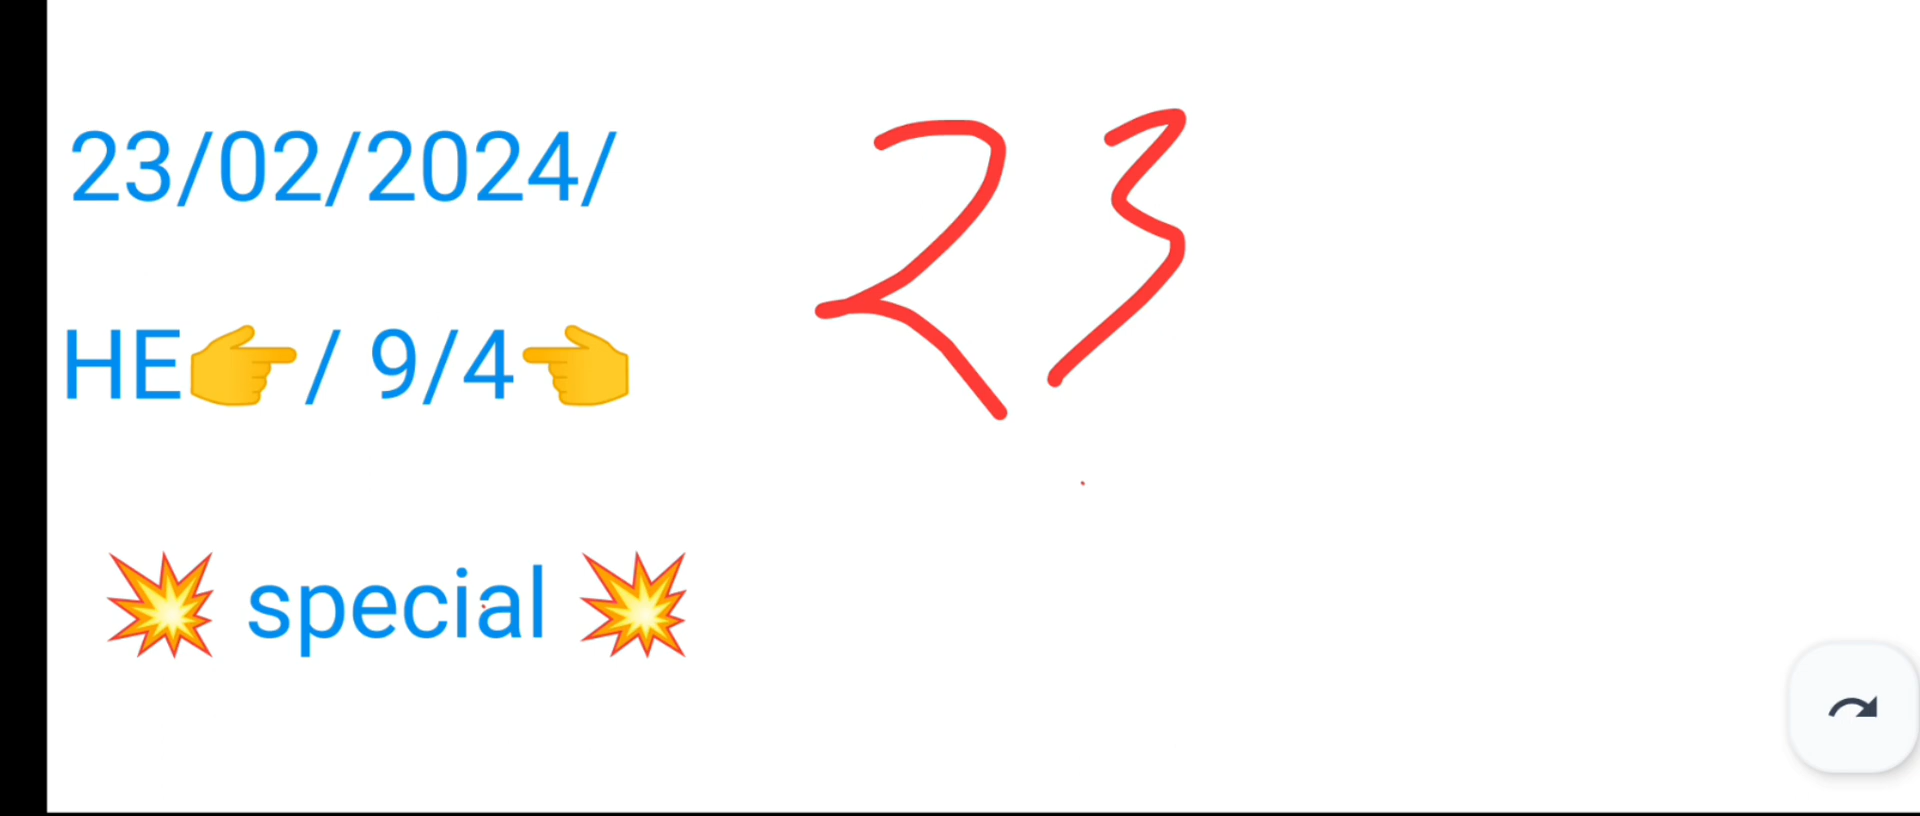 23/02/2024/
23
HE👉/ 9/4👈
💥 special 💥